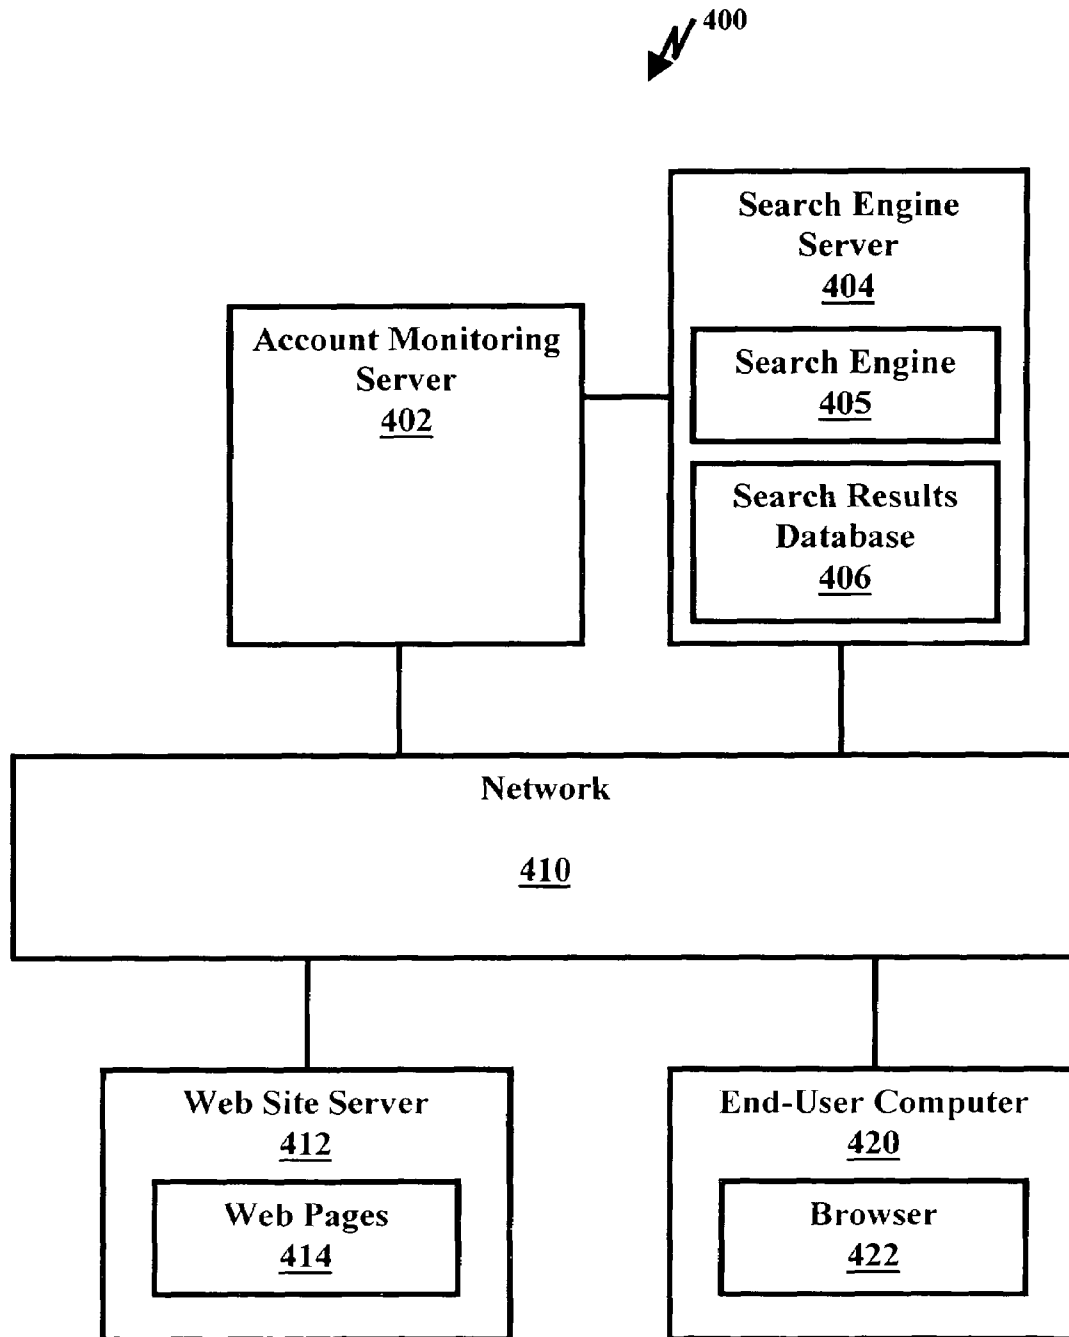 400
Search Engine
Server
404
Account Monitoring
Server
402
Search Engine
405
Search Results
Database
406
Network
410
Web Site Server
412
Web Pages
414
End-User Computer
420
Browser
422